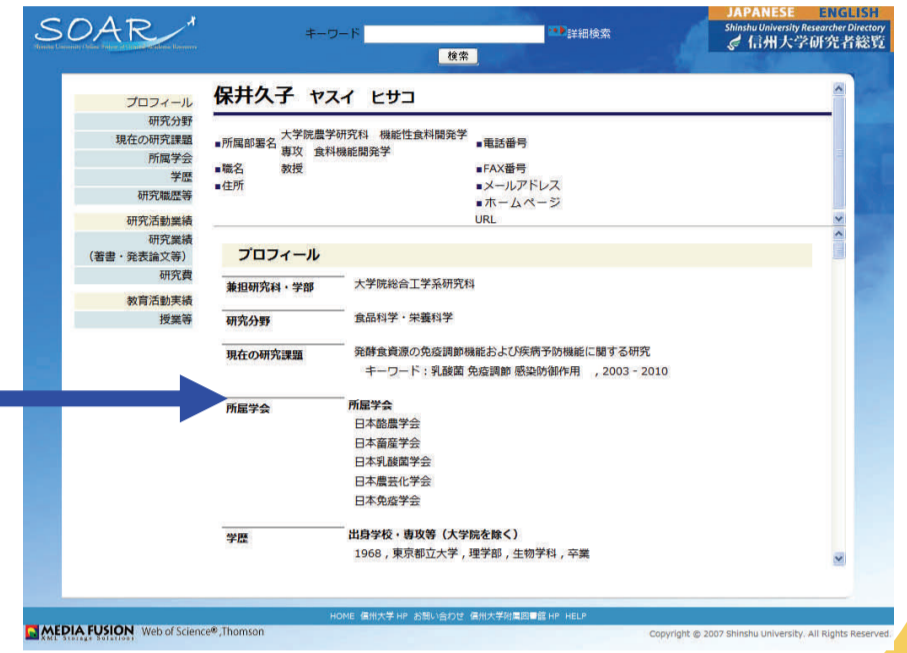 SOAR
Shinshu University Online System of General Academic Resources
キーワード
詳細検索
検索
JAPANESE ENGLISH
Shinshu University Researcher Directory
信州大学研究者総覧
プロフィール
研究分野
現在の研究課題
所属学会
学歴
研究職歴等
研究活動業績
研究業績
(著書・発表論文等)
研究費
教育活動実績
授業等
保井久子 ヤスイ ヒサコ
■所属部署名 大学院農学研究科 機能性食料開発学
専攻 食料機能開発学
■職名 教授
■住所
■電話番号
■FAX番号
■メールアドレス
■ホームページ
URL
プロフィール
兼担研究科・学部 大学院総合工学系研究科
研究分野 食品科学・栄養科学
現在の研究課題 発酵食資源の免疫調節機能および疾病予防機能に関する研究
キーワード:乳酸菌 免疫調節 感染防御作用 , 2003 - 2010
所属学会 所属学会
日本酪農学会
日本畜産学会
日本乳酸菌学会
日本農芸化学会
日本免疫学会
学歴 出身学校・専攻等(大学院を除く)
1968 , 東京都立大学 , 理学部 , 生物学科 , 卒業
HOME 信州大学 HP お問い合わせ 信州大学附属図書館 HP HELP
MEDIA FUSION Web of Science® ,Thomson
XML Storage Solutions
Copyright © 2007 Shinshu University. All Rights Reserved.